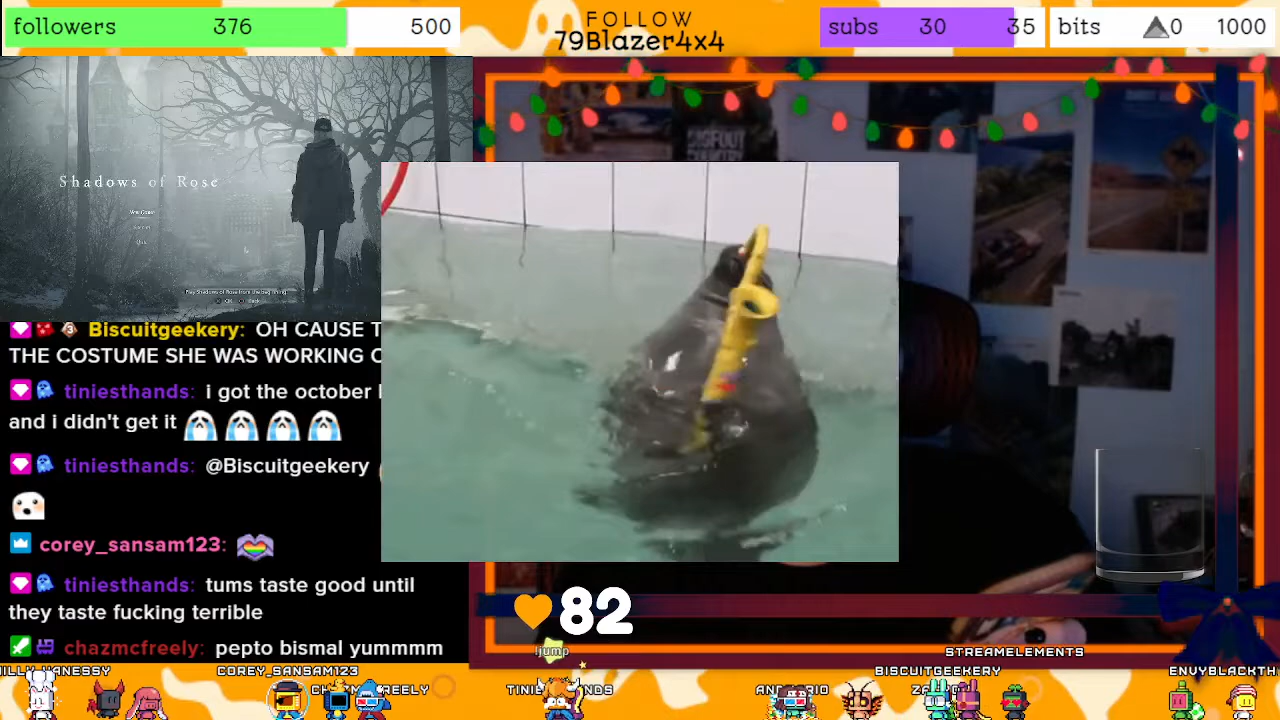 followers 376 500
FOLLOW
79Blazer4x4
subs 30 35
bits 0 1000
BIGFOOT
COUNTRY
Shadows of Rose
Biscuitgeekery: OH CAUSE T
THE COSTUME SHE WAS WORKING O
tiniesthands: i got the october
and i didn't get it
tiniesthands: @Biscuitgeekery
corey_sansam123:
tiniesthands: tums taste good until
they taste fucking terrible
chazmcfreely: pepto bismal yummmm
82
!jump
STREAMELEMENTS
COREY_SANSAM123
BISCUITGEEKERY
ENVYBLACKTH